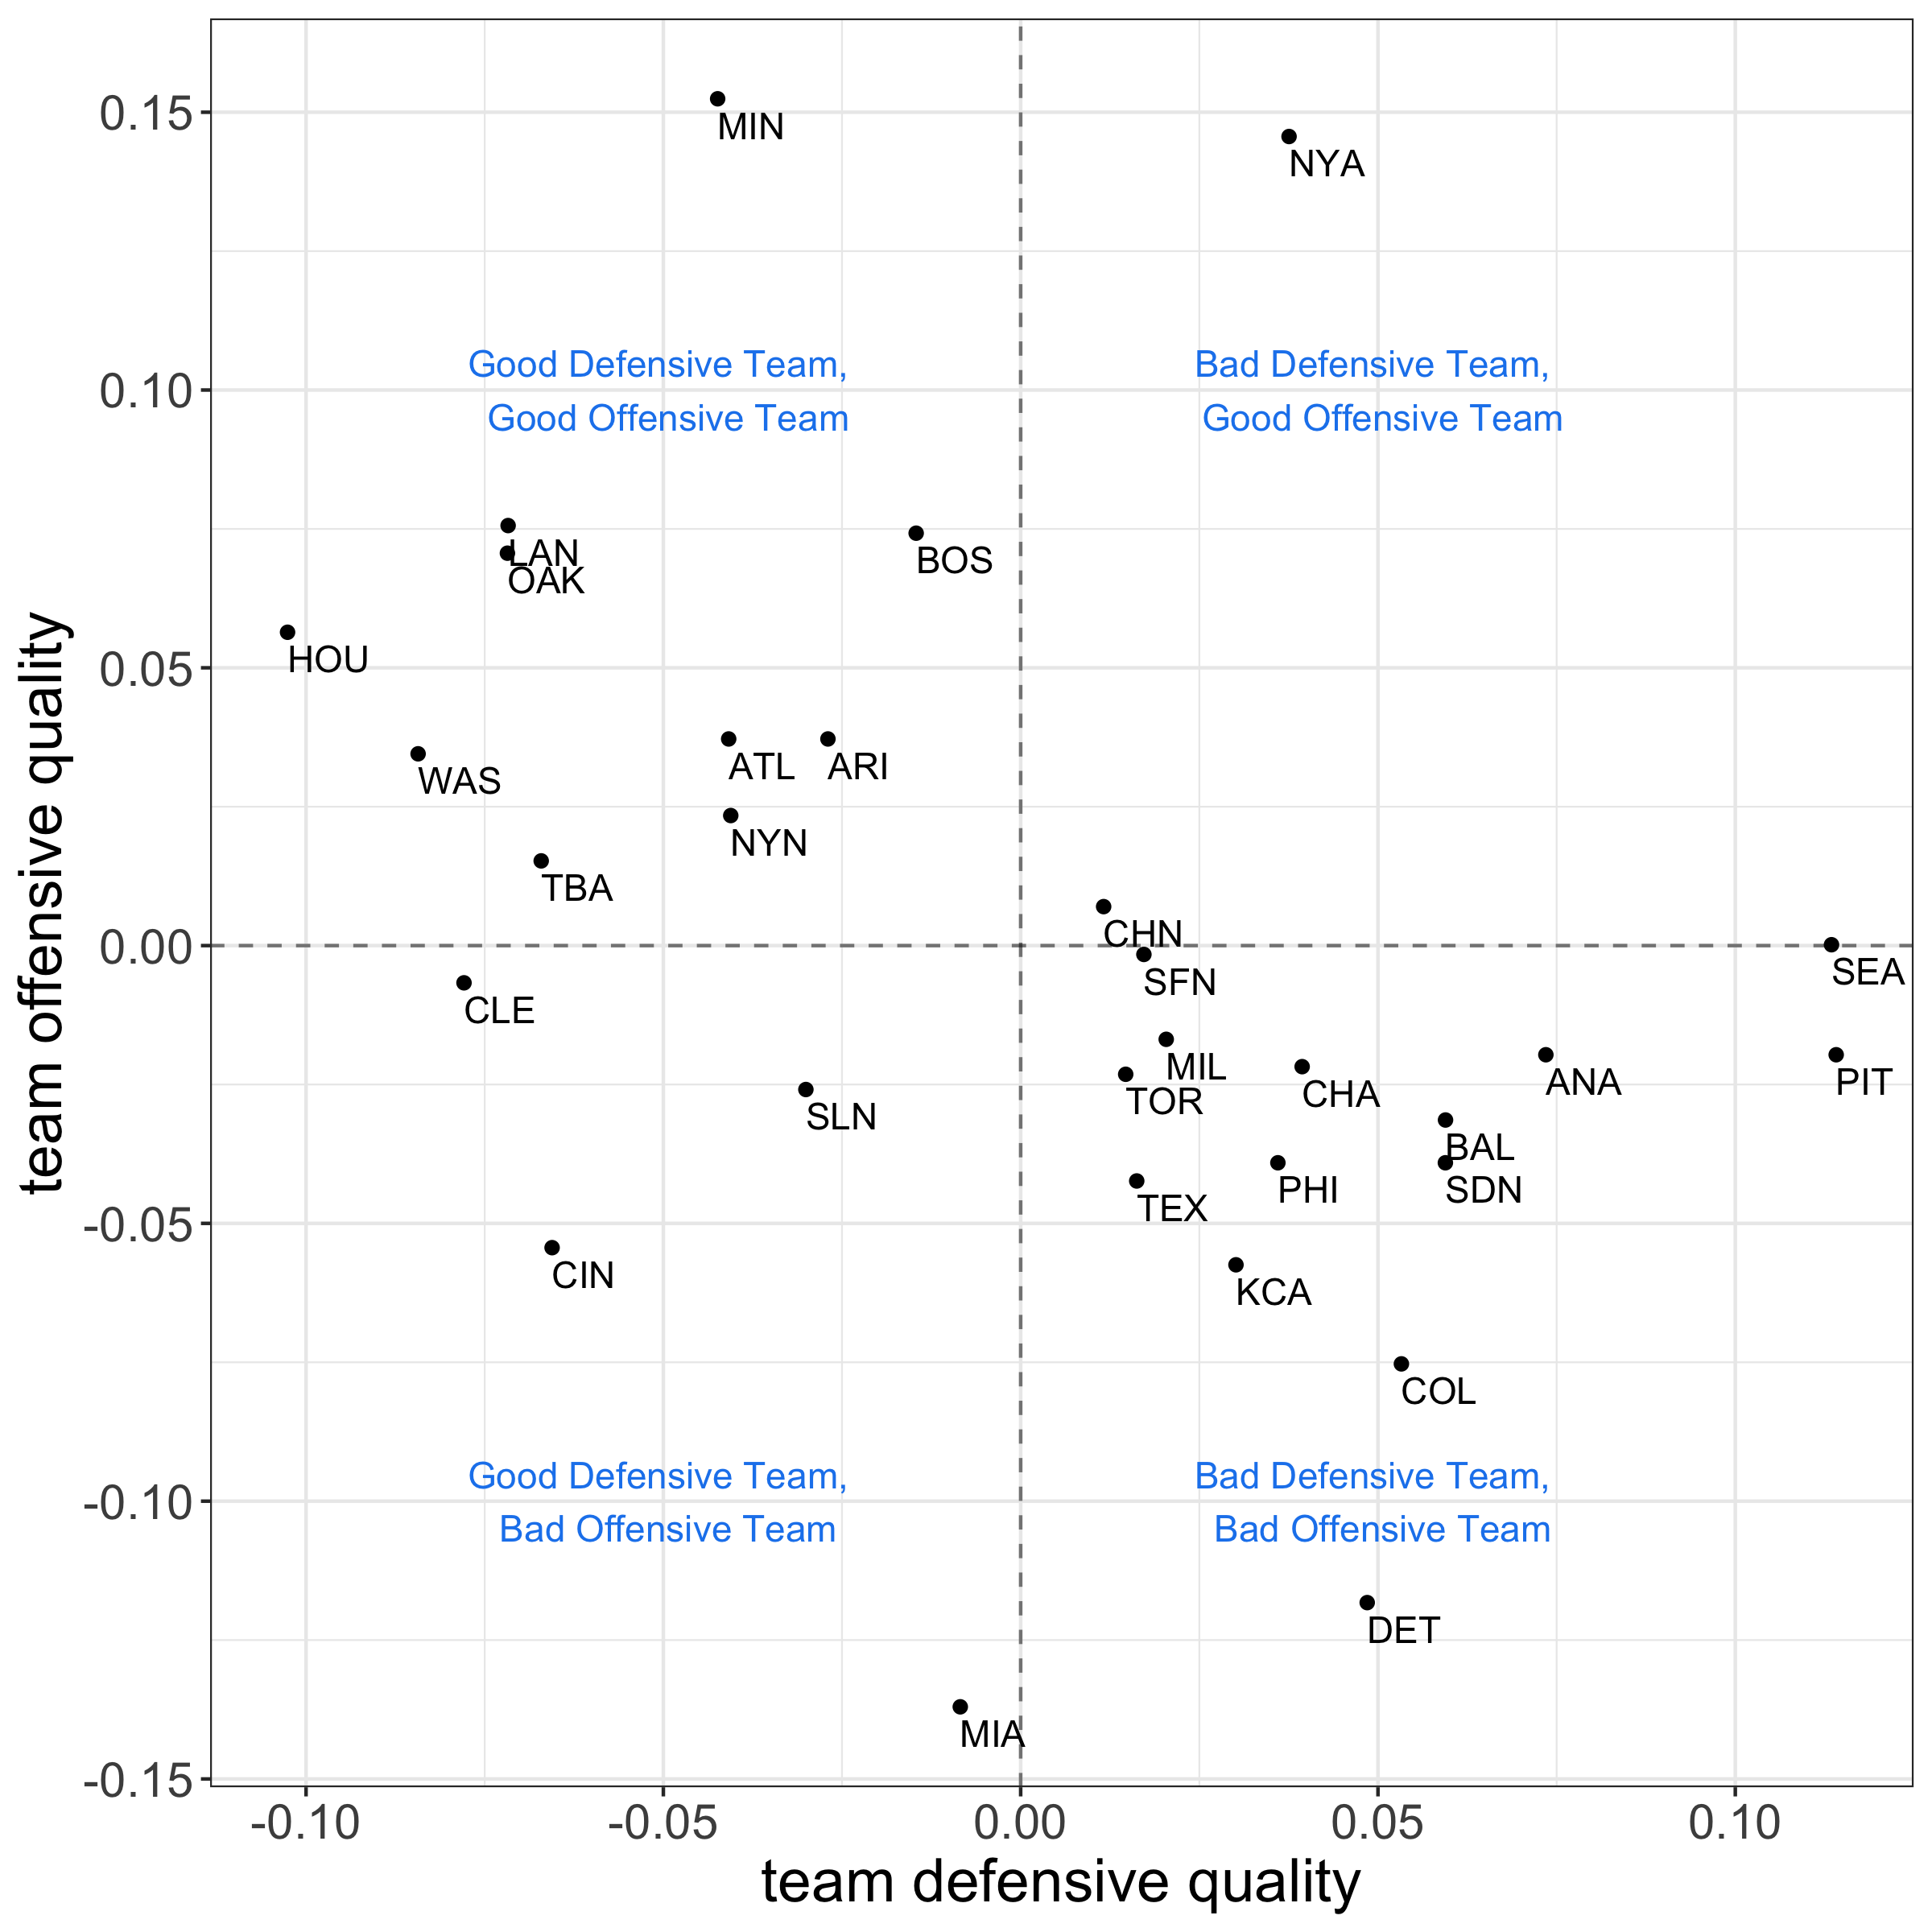 team offensive quality
0.15
0.10
0.05
0.00
-0.05
-0.10
-0.15
MIN
NYA
Good Defensive Team,
Good Offensive Team
Bad Defensive Team,
Good Offensive Team
LAN
OAK
BOS
HOU
WAS
ATL
ARI
NYN
TBA
CHN
SFN
SEA
CLE
MIL
TOR
CHA
ANA
PIT
SLN
BAL
SDN
PHI
TEX
CIN
KCA
COL
Good Defensive Team,
Bad Offensive Team
Bad Defensive Team,
Bad Offensive Team
DET
MIA
-0.10
-0.05
0.00
0.05
0.10
team defensive quality